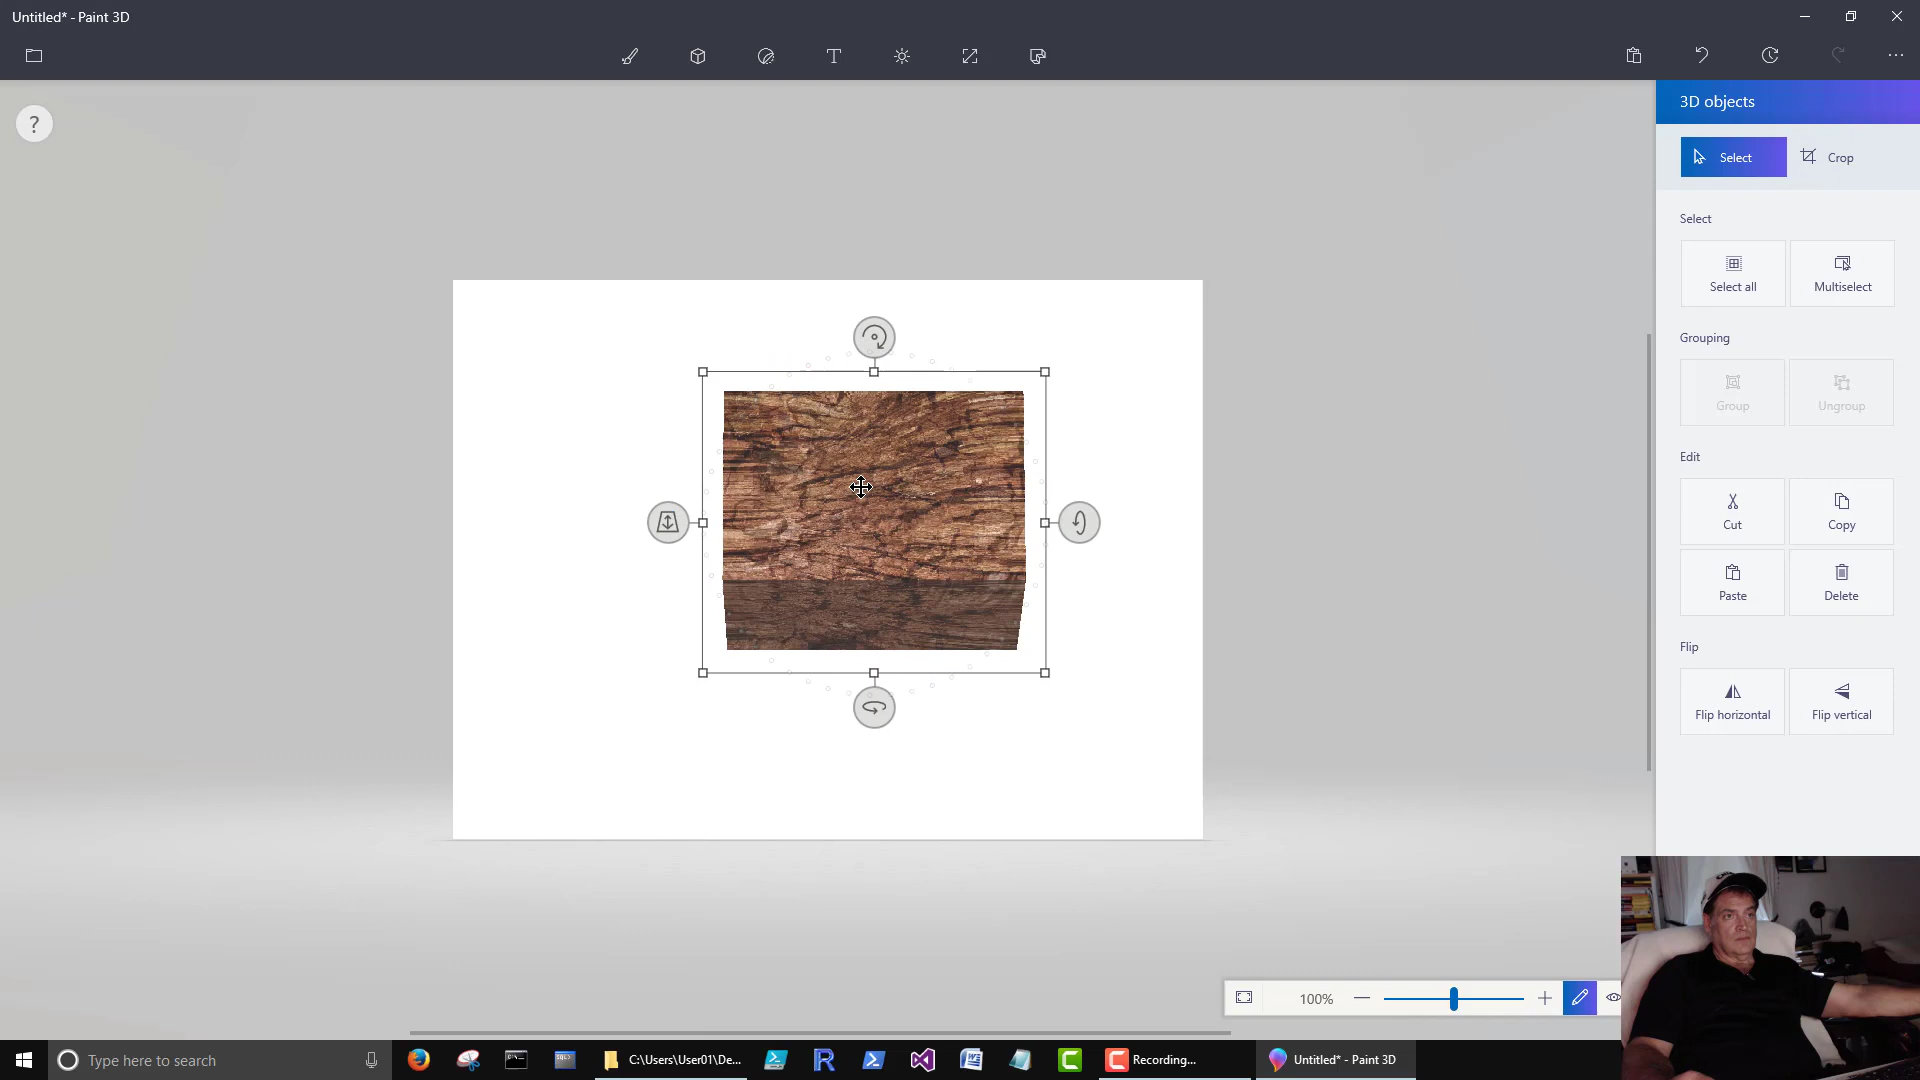 Untitled* - Paint 3D
T
?
3D objects
Select
Crop
Select
Select all
Multiselect
Grouping
Group
Ungroup
Edit
Cut
Copy
Paste
Delete
Flip
Flip horizontal
Flip vertical
100%
Type here to search
C:\Users\User01\De...
R
C
C
Recording...
Untitled* - Paint 3D